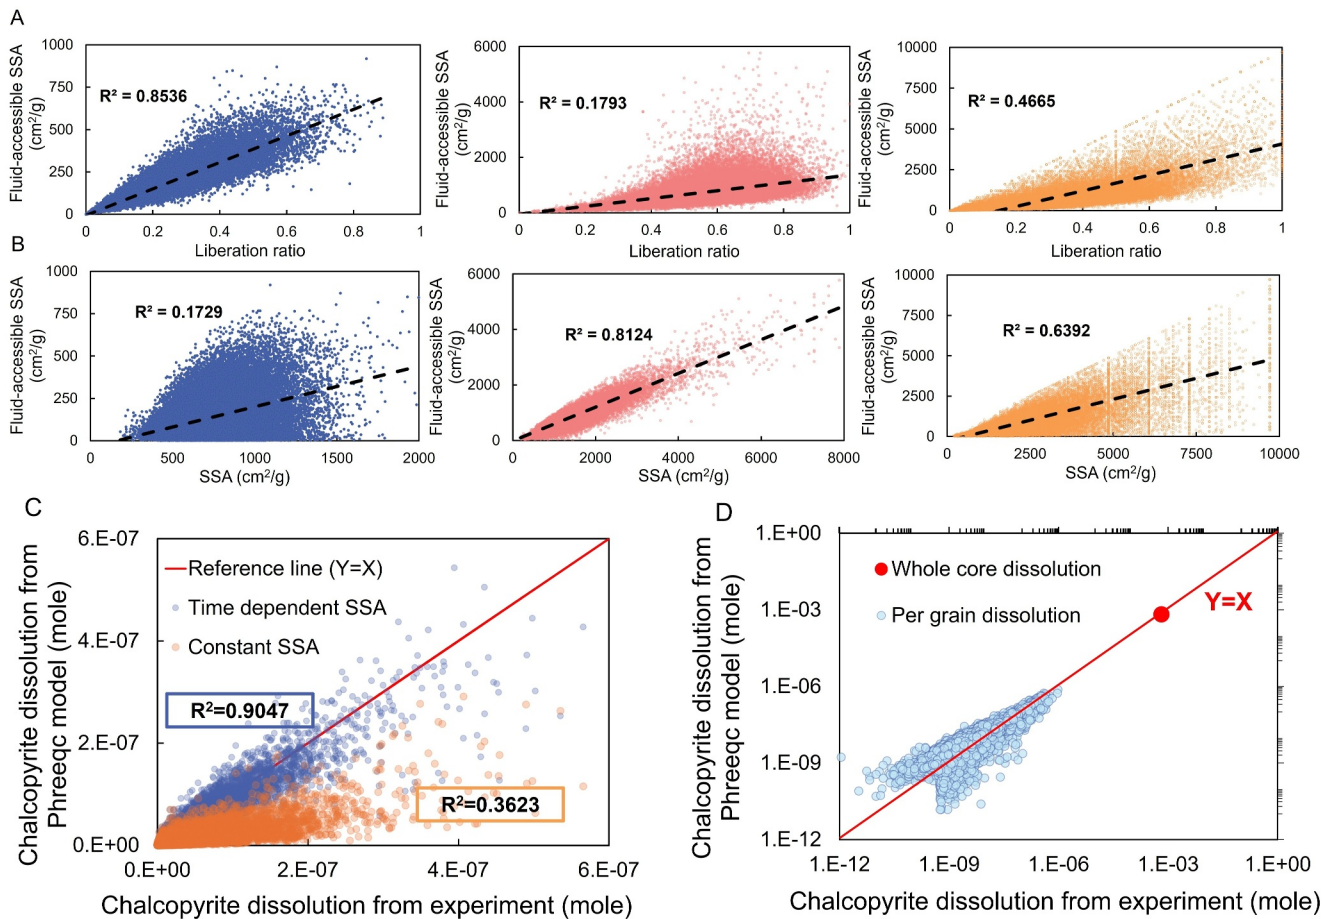 A
Fluid-accessible SSA
(cm²/g)
1000
750
500
250
0
R² = 0.8536
0 0.2 0.4 0.6 0.8 1
Liberation ratio
Fluid-accessible SSA
(cm²/g)
6000
4000
2000
0
R² = 0.1793
0 0.2 0.4 0.6 0.8 1
Liberation ratio
Fluid-accessible SSA
(cm²/g)
10000
7500
5000
2500
0
R² = 0.4665
0 0.2 0.4 0.6 0.8 1
Liberation ratio
B
Fluid-accessible SSA
(cm²/g)
1000
750
500
250
0
R² = 0.1729
0 500 1000 1500 2000
SSA (cm²/g)
Fluid-accessible SSA
(cm²/g)
6000
4000
2000
0
R² = 0.8124
0 2000 4000 6000 8000
SSA (cm²/g)
Fluid-accessible SSA
(cm²/g)
10000
7500
5000
2500
0
R² = 0.6392
0 2500 5000 7500 10000
SSA (cm²/g)
C
Chalcopyrite dissolution from
Phreeqc model (mole)
6.E-07
4.E-07
2.E-07
0.E+00
Reference line (Y=X)
Time dependent SSA
Constant SSA
R²=0.9047
R²=0.3623
0.E+00 2.E-07 4.E-07 6.E-07
Chalcopyrite dissolution from experiment (mole)
D
Chalcopyrite dissolution from
Phreeqc model (mole)
1.E+00
1.E-03
1.E-06
1.E-09
1.E-12
Whole core dissolution
Per grain dissolution
Y=X
1.E-12 1.E-09 1.E-06 1.E-03 1.E+00
Chalcopyrite dissolution from experiment (mole)